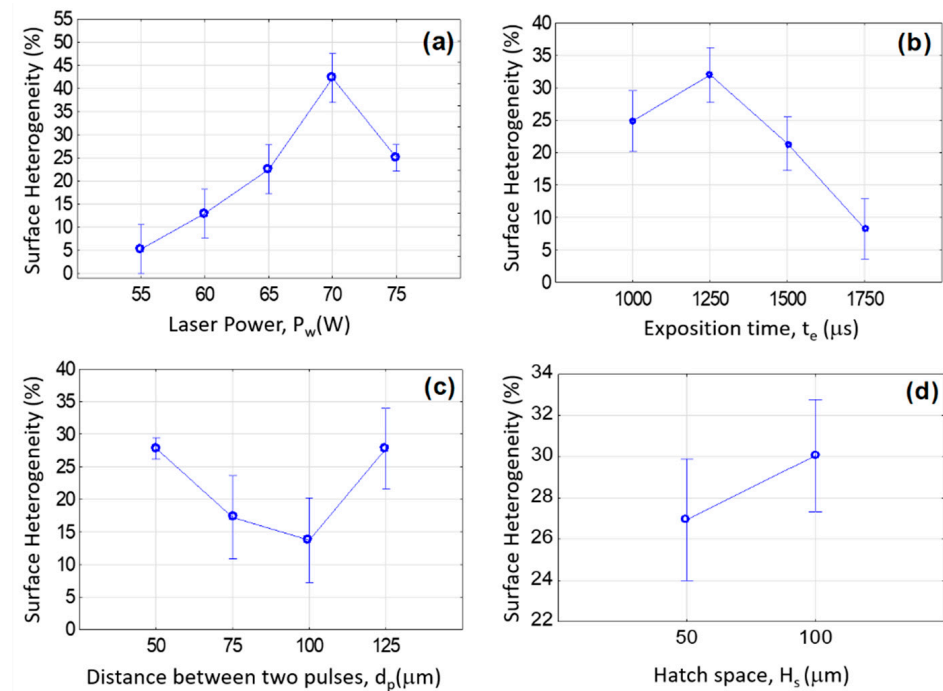 (a)
Surface Heterogeneity (%)
55
50
45
40
35
30
25
20
15
10
5
0
55 60 65 70 75
Laser Power, Pw(W)
(b)
Surface Heterogeneity (%)
40
35
30
25
20
15
10
5
0
1000 1250 1500 1750
Exposition time, te (μs)
(c)
Surface Heterogeneity (%)
40
35
30
25
20
15
10
5
0
50 75 100 125
Distance between two pulses, dp(μm)
(d)
Surface Heterogeneity (%)
34
32
30
28
26
24
22
50 100
Hatch space, Hs(μm)